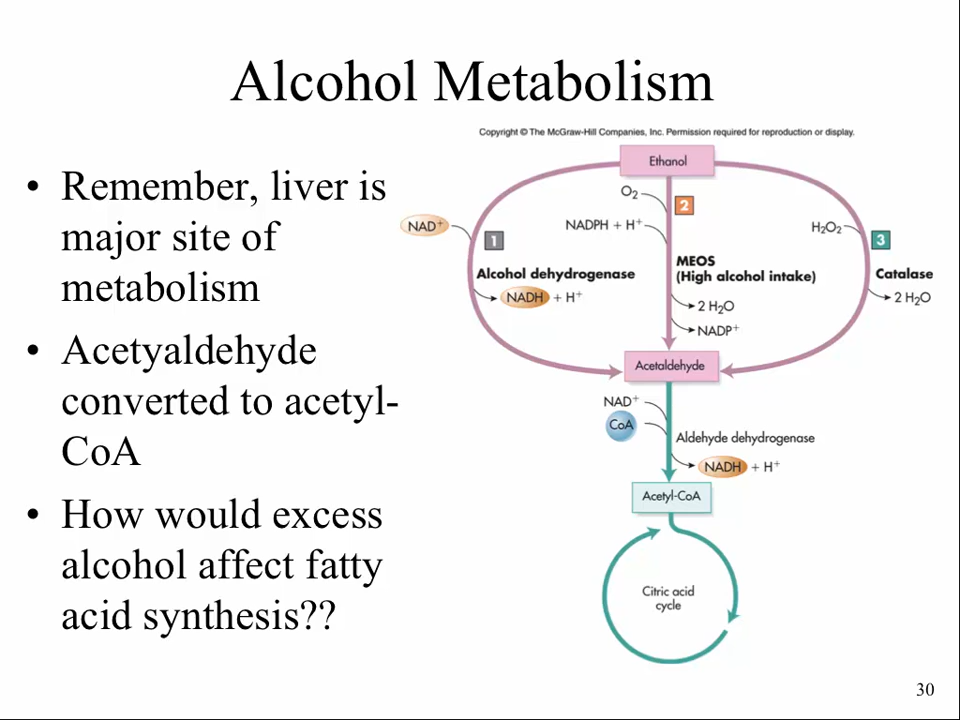 Alcohol Metabolism
Copyright © The McGraw-Hill Companies, Inc. Permission required for reproduction or display.
• Remember, liver is
major site of
metabolism
• Acetyaldehyde
converted to acetyl-
CoA
• How would excess
alcohol affect fatty
acid synthesis??
Ethanol
O₂
2
NADPH + H⁺
NAD⁺
1
H₂O₂
3
MEOS
(High alcohol intake)
Alcohol dehydrogenase
Catalase
NADH + H⁺
2 H₂O
NADP⁺
2 H₂O
Acetaldehyde
NAD⁺
CoA
Aldehyde dehydrogenase
NADH + H⁺
Acetyl-CoA
Citric acid
cycle
30